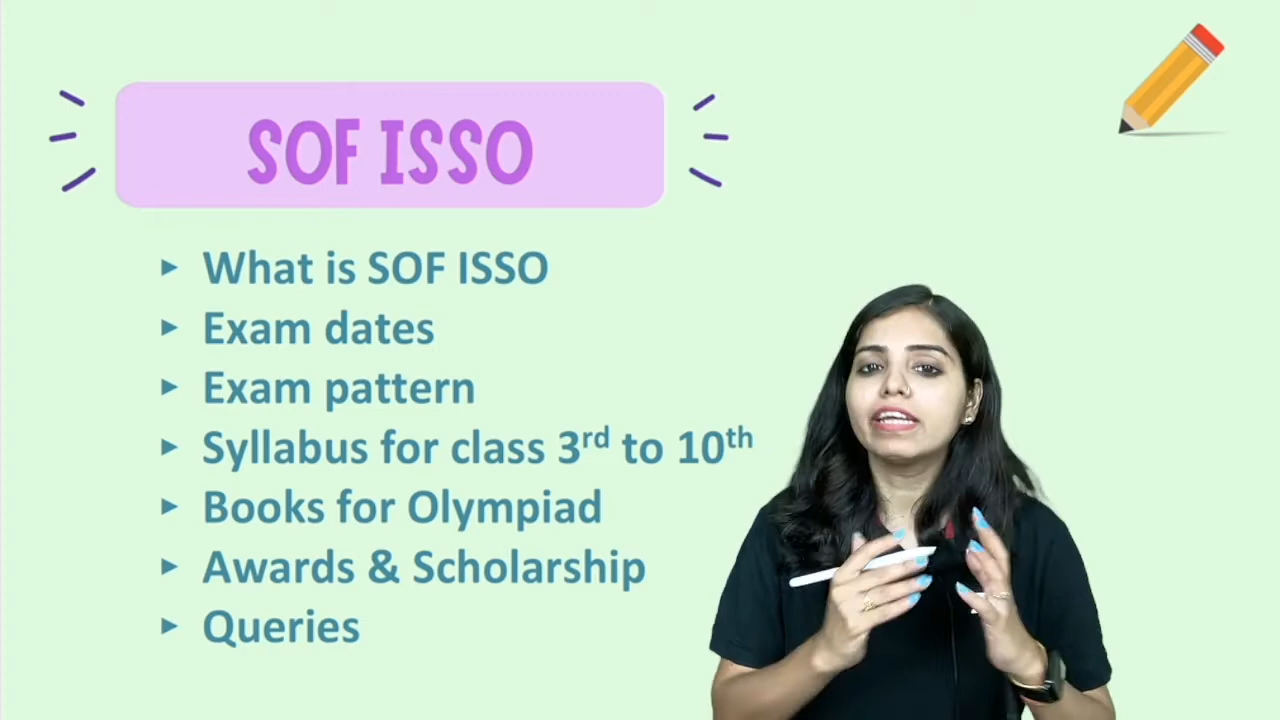 SOF ISSO
What is SOF ISSO
Exam dates
Exam pattern
Syllabus for class 3rd to 10th
Books for Olympiad
Awards & Scholarship
Queries